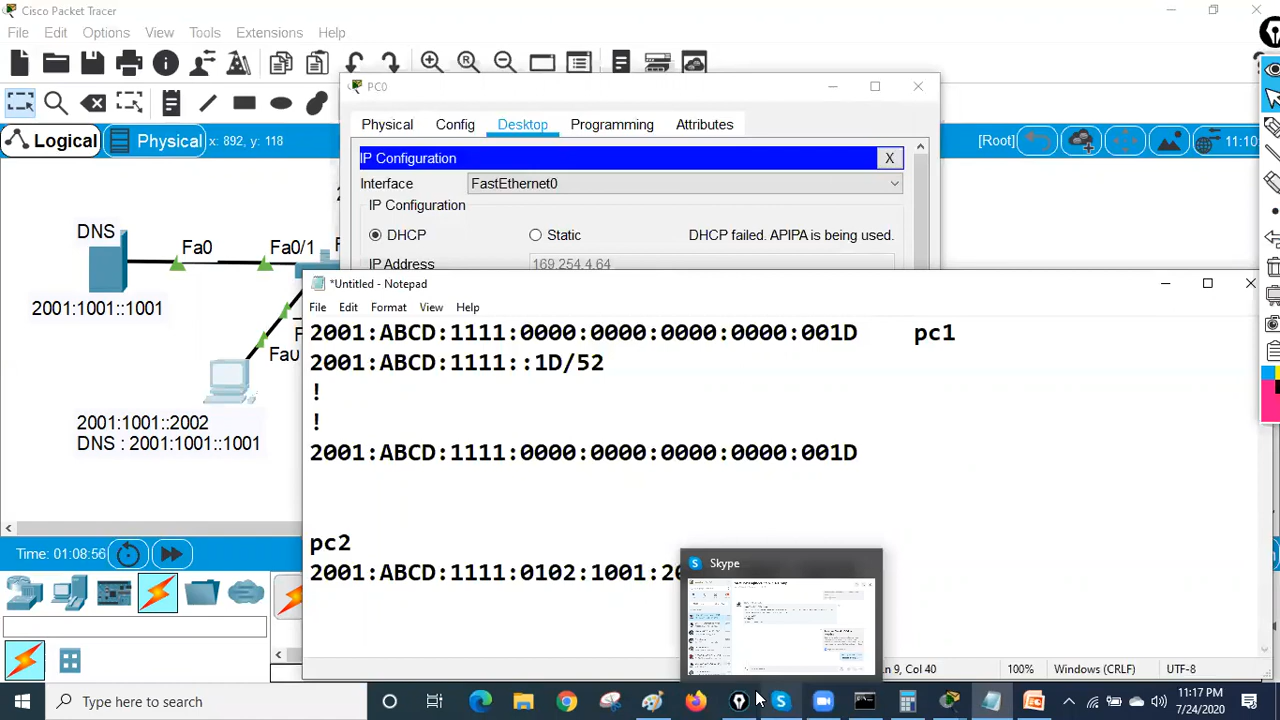 Cisco Packet Tracer
File Edit Options View Tools Extensions Help
PC0
Physical Config Desktop Programming Attributes
Logical Physical x: 892, y: 118
[Root] 11:10
IP Configuration X
Interface FastEthernet0
IP Configuration
DHCP Static DHCP failed. APIPA is being used.
IP Address 169.254.4.64
DNS
Fa0 Fa0/1
2001:1001::1001
Fa0
2001:1001::2002
DNS : 2001:1001::1001
*Untitled - Notepad
File Edit Format View Help
2001:ABCD:1111:0000:0000:0000:0000:001D pc1
2001:ABCD:1111::1D/52
!
!
2001:ABCD:1111:0000:0000:0000:0000:001D
pc2
2001:ABCD:1111:0102:1001:20
Skype
Time: 01:08:56
Ln 9, Col 40 100% Windows (CRLF) UTF-8
Type here to search
11:17 PM
7/24/2020